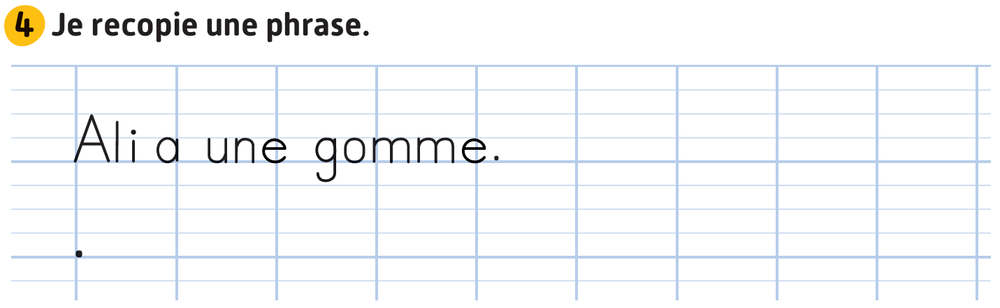 4 Je recopie une phrase.
Ali a une gomme.
.